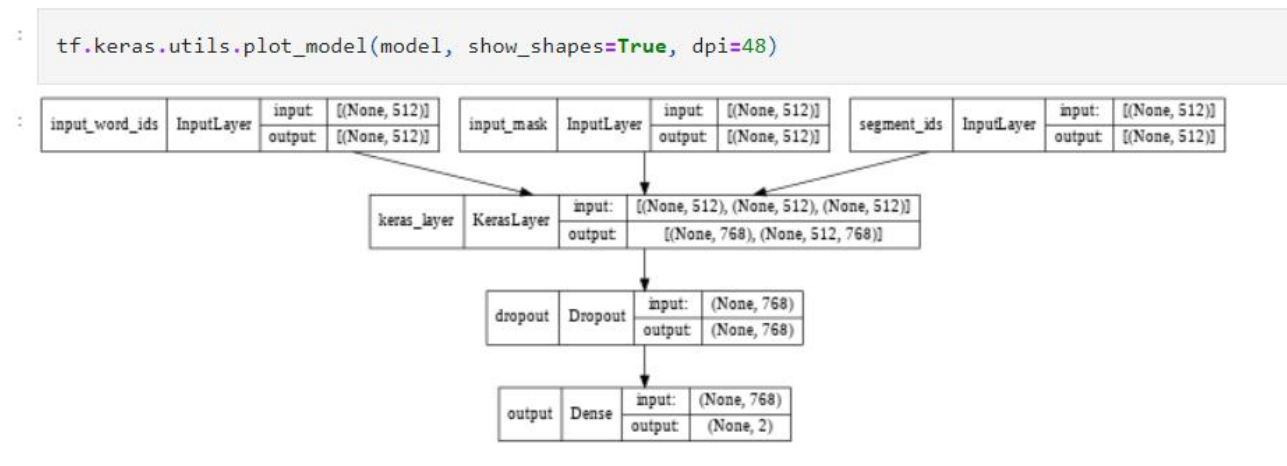 :
tf.keras.utils.plot_model(model, show_shapes=True, dpi=48)
:
input_word_ids InputLayer input: [(None, 512)] output: [(None, 512)]
input_mask InputLayer input: [(None, 512)] output: [(None, 512)]
segment_ids InputLayer input: [(None, 512)] output: [(None, 512)]
keras_layer KerasLayer input: [(None, 512), (None, 512), (None, 512)] output: [(None, 768), (None, 512, 768)]
dropout Dropout input: (None, 768) output: (None, 768)
output Dense input: (None, 768) output: (None, 2)